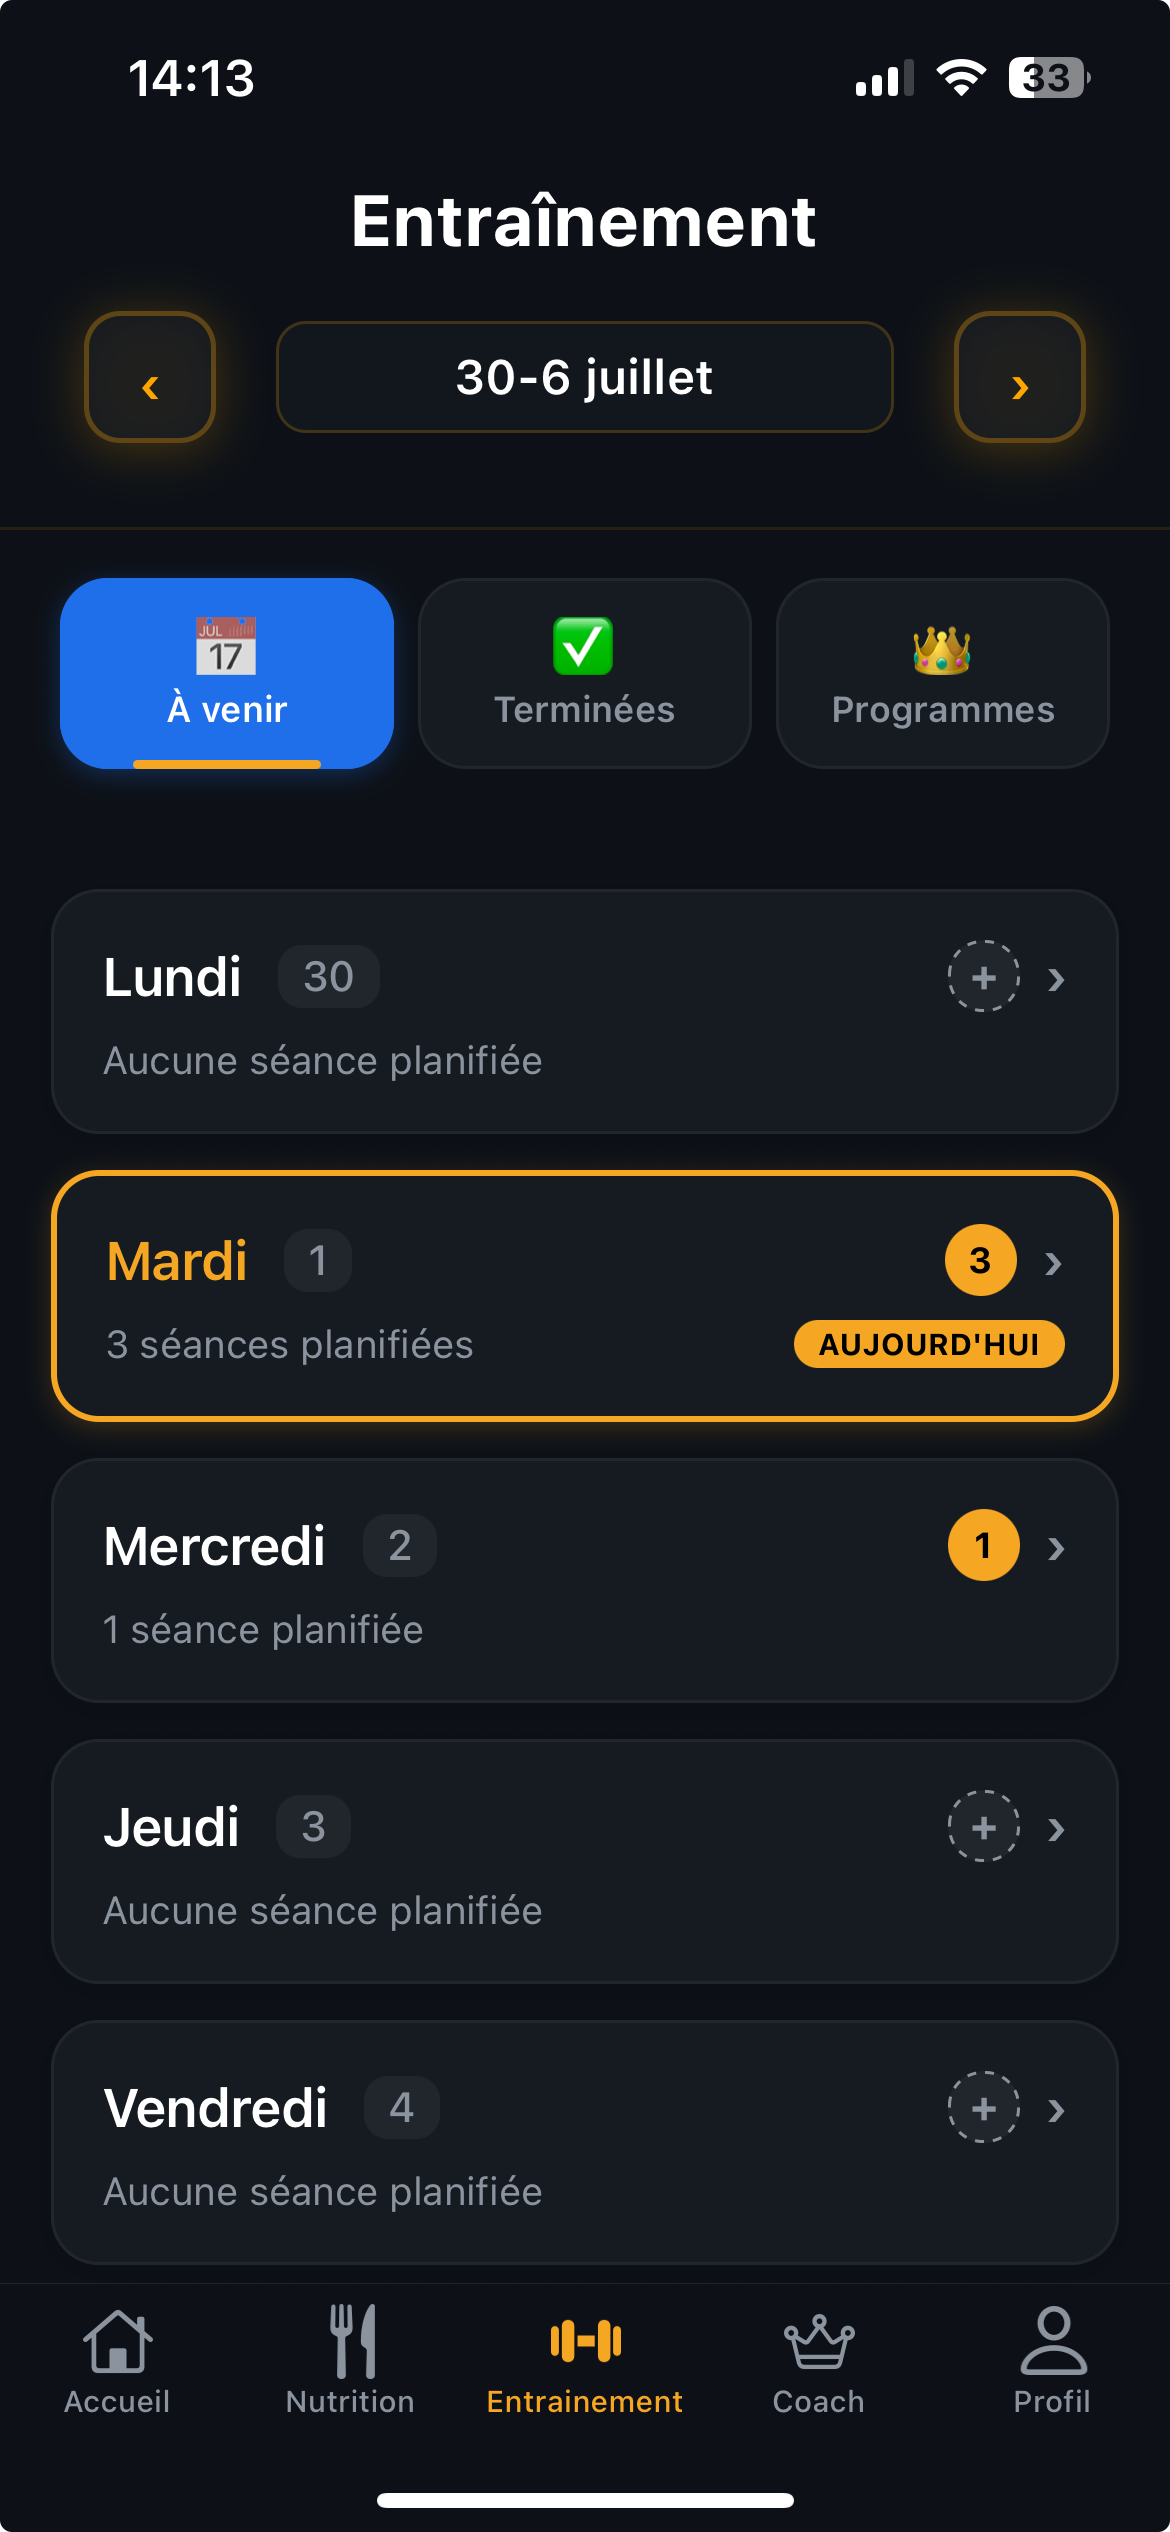 14:13
33
Entraînement
‹ 30-6 juillet ›
JUL
17
À venir
Terminées
Programmes
Lundi 30 + ›
Aucune séance planifiée
Mardi 1 3 ›
3 séances planifiées AUJOURD'HUI
Mercredi 2 1 ›
1 séance planifiée
Jeudi 3 + ›
Aucune séance planifiée
Vendredi 4 + ›
Aucune séance planifiée
Accueil Nutrition Entrainement Coach Profil